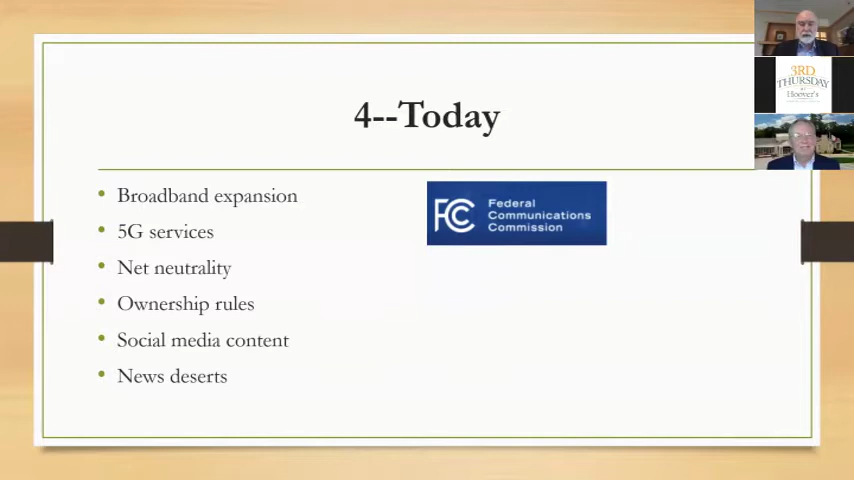 4--Today
Broadband expansion
5G services
Net neutrality
Ownership rules
Social media content
News deserts
FCC
Federal
Communications
Commission
3RD
THURSDAY
Hoover's